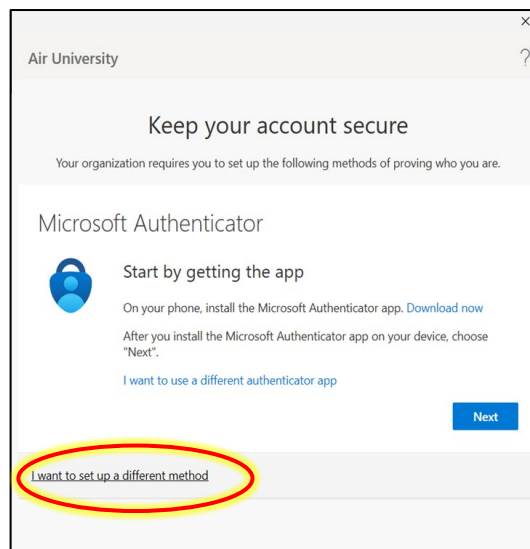 Air University
?
Keep your account secure
Your organization requires you to set up the following methods of proving who you are.
Microsoft Authenticator
Start by getting the app
On your phone, install the Microsoft Authenticator app. Download now
After you install the Microsoft Authenticator app on your device, choose
"Next".
I want to use a different authenticator app
Next
I want to set up a different method